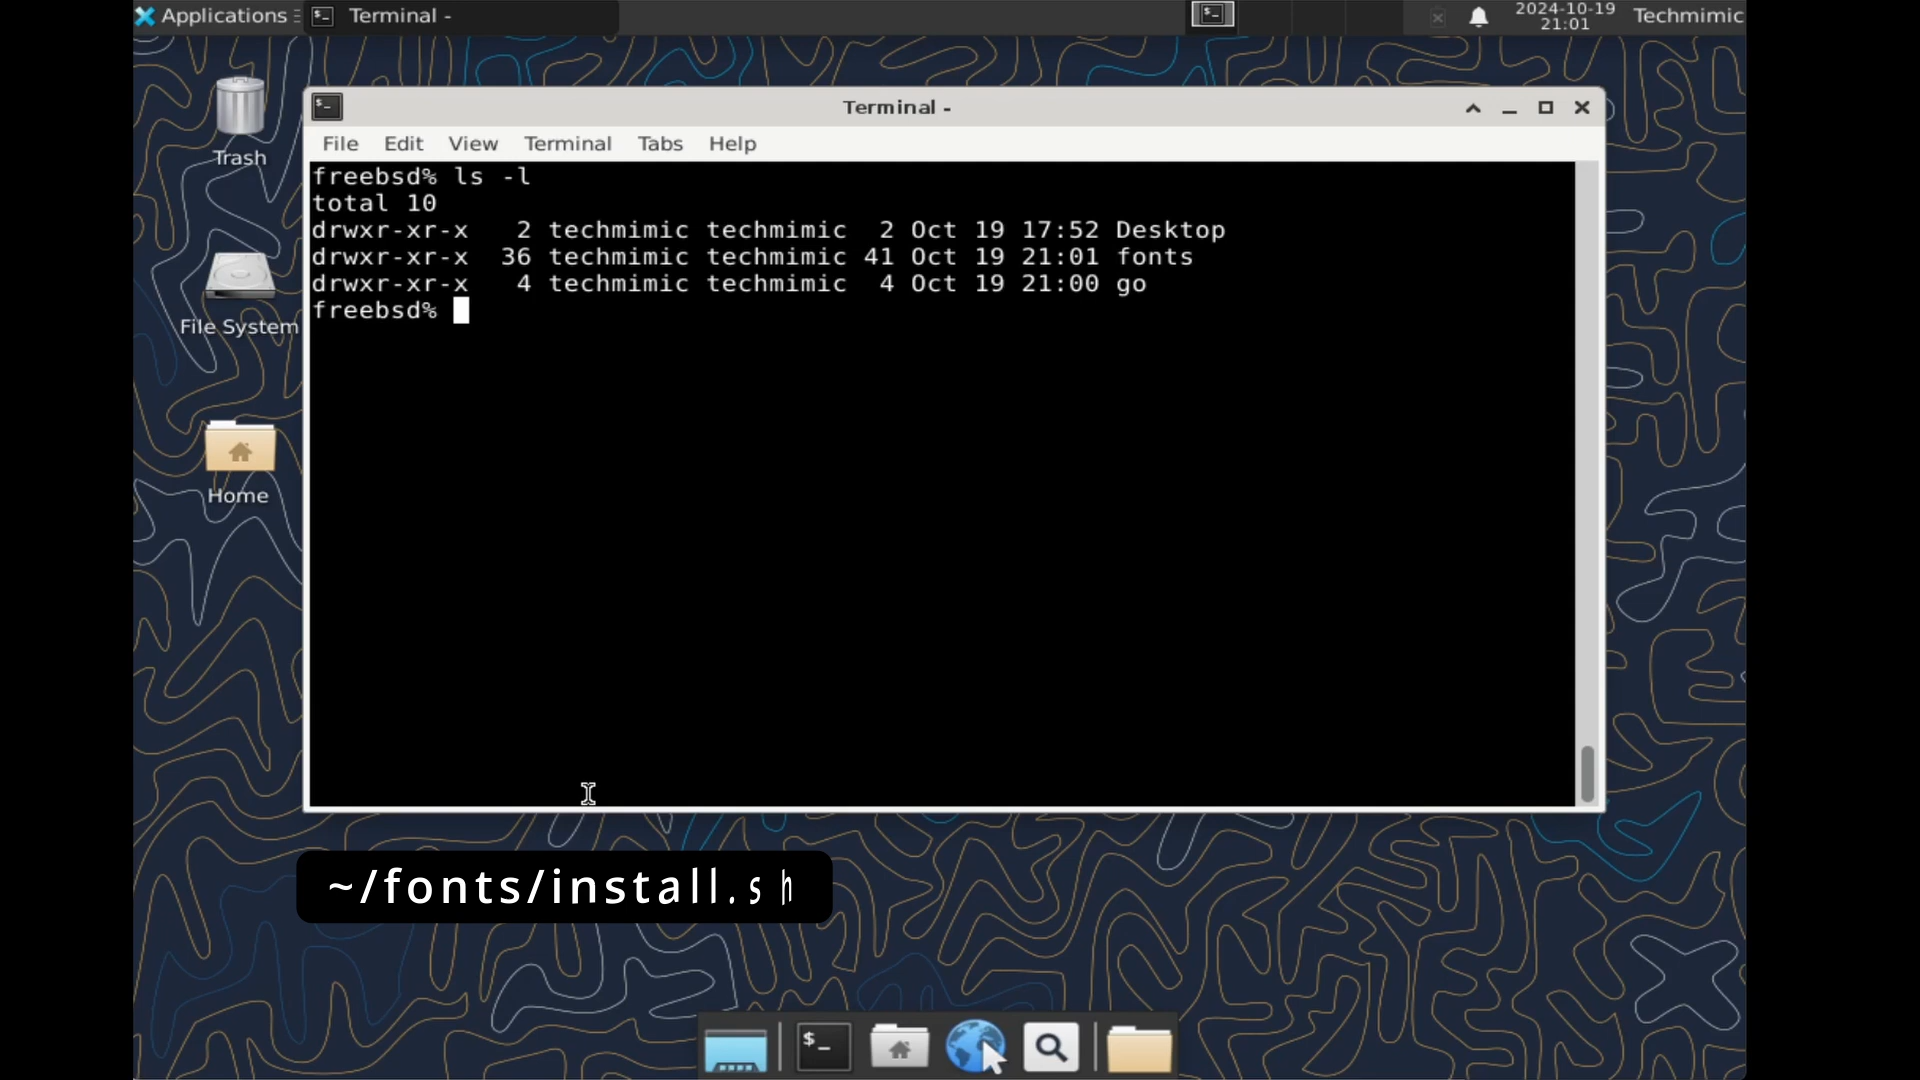 Applications
Terminal -
2024-10-19
21:01
Techmimic
Trash
File System
Home
Terminal -
File Edit View Terminal Tabs Help
freebsd% ls -l
total 10
drwxr-xr-x   2 techmimic techmimic  2 Oct 19 17:52 Desktop
drwxr-xr-x  36 techmimic techmimic 41 Oct 19 21:01 fonts
drwxr-xr-x   4 techmimic techmimic  4 Oct 19 21:00 go
freebsd%
~/fonts/install.sh